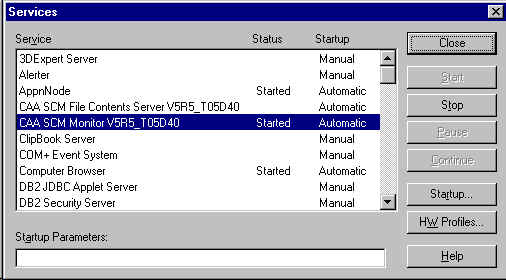 Services
Service Status Startup
3DExpert Server Manual
Alerter Manual
AppnNode Started Automatic
CAA SCM File Contents Server V5R5_T05D40 Automatic
CAA SCM Monitor V5R5_T05D40 Started Automatic
ClipBook Server Manual
COM+ Event System Manual
Computer Browser Started Automatic
DB2 JDBC Applet Server Manual
DB2 Security Server Manual
Startup Parameters:
Close
Start
Stop
Pause
Continue
Startup...
HW Profiles...
Help